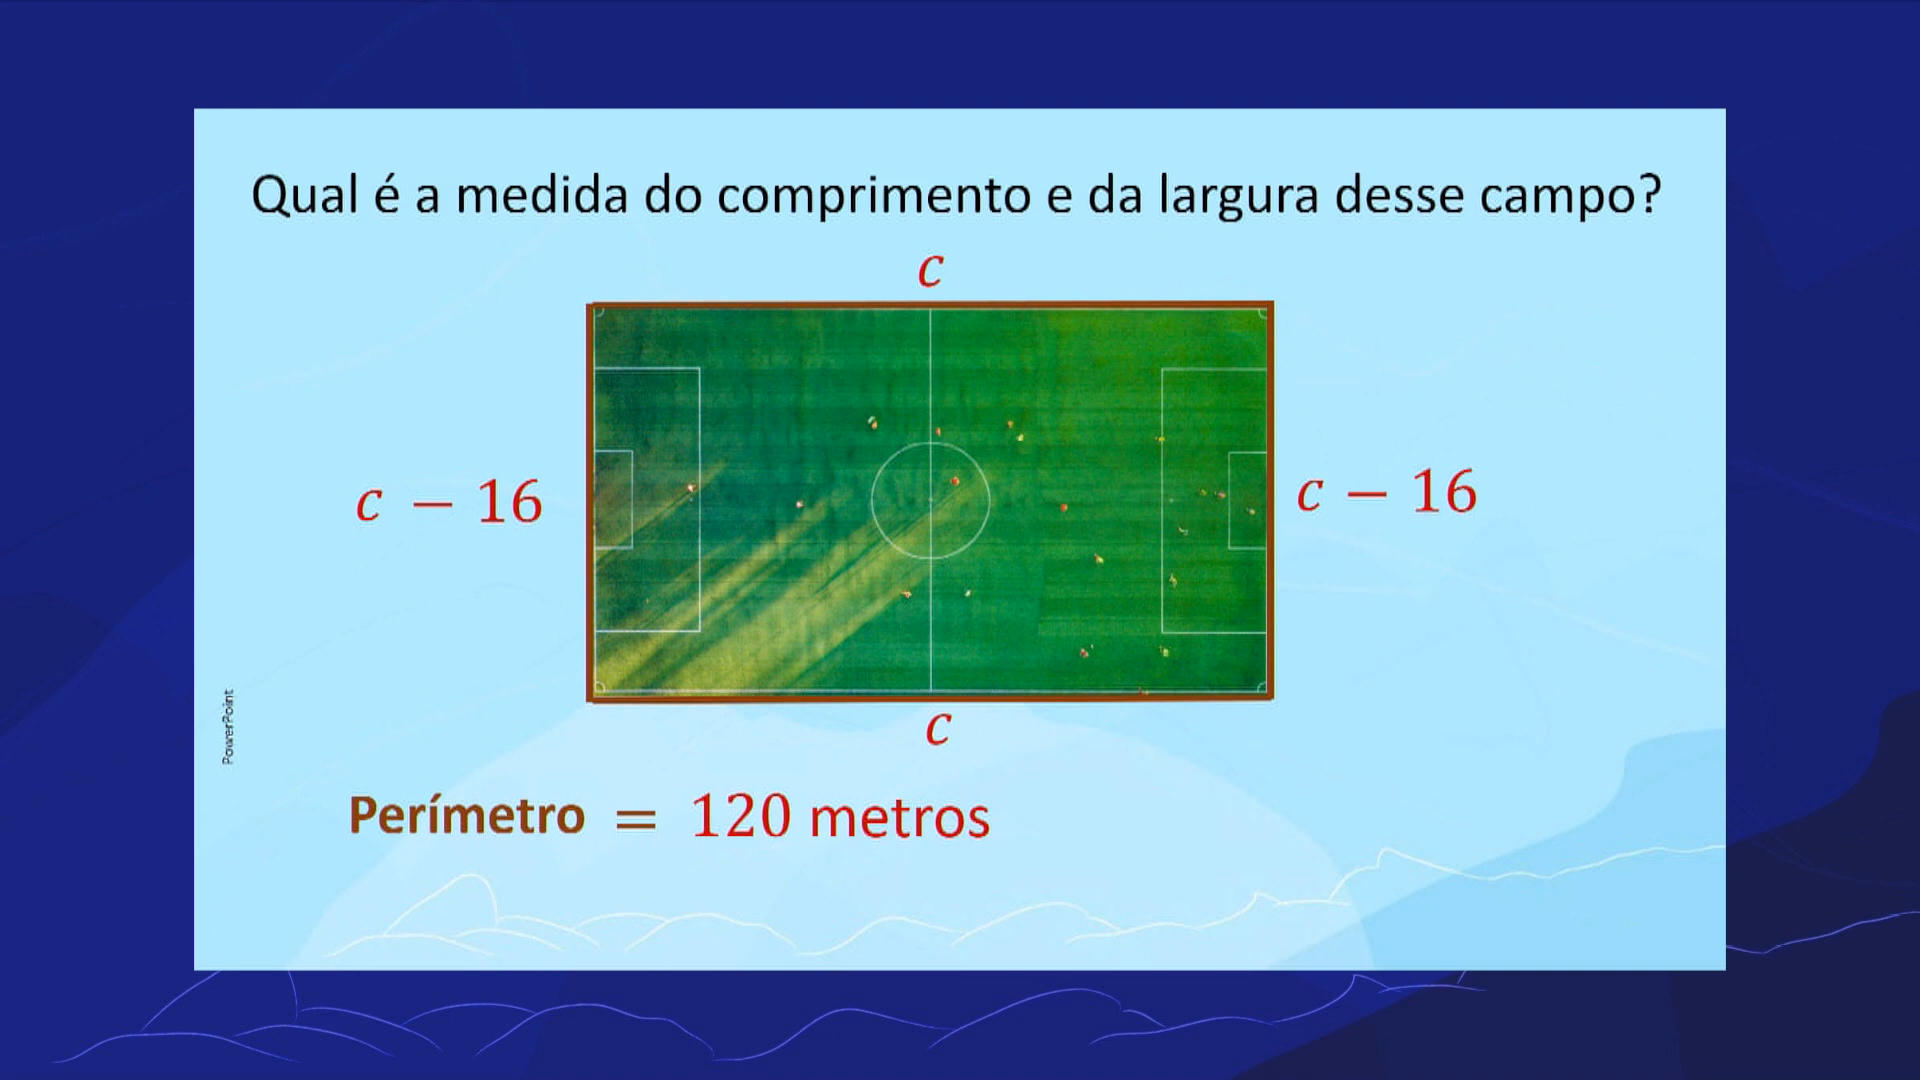 Qual é a medida do comprimento e da largura desse campo?
c
c − 16
c − 16
c
PowerPoint
Perímetro = 120 metros